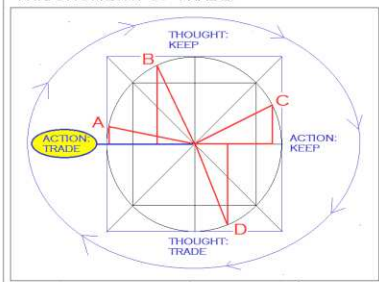 THOUGHT:
KEEP
B
C
A
ACTION:
TRADE
ACTION:
KEEP
D
THOUGHT:
TRADE